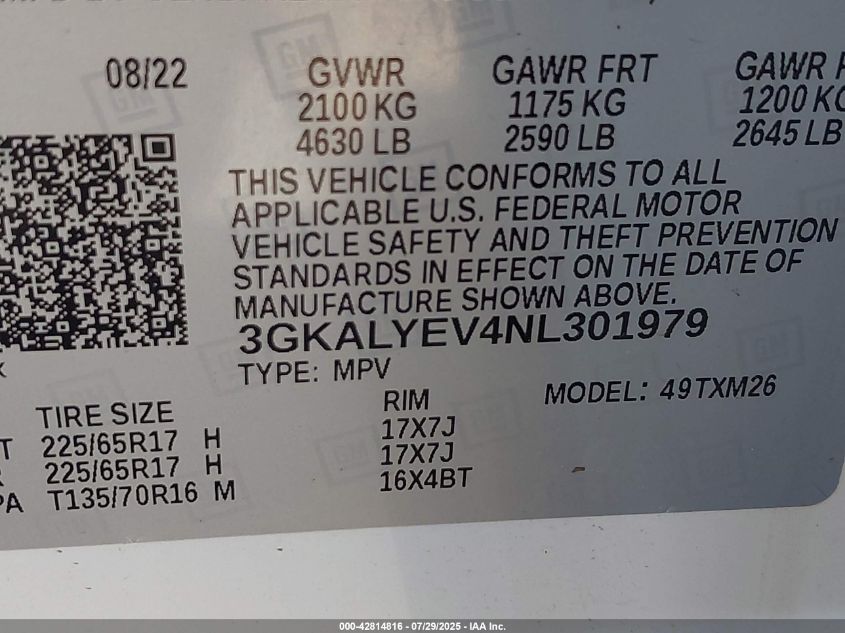 08/22 GVWR GAWR FRT GAWR
2100 KG 1175 KG 1200 KG
4630 LB 2590 LB 2645 LB
THIS VEHICLE CONFORMS TO ALL
APPLICABLE U.S. FEDERAL MOTOR
VEHICLE SAFETY AND THEFT PREVENTION
STANDARDS IN EFFECT ON THE DATE OF
MANUFACTURE SHOWN ABOVE.
3GKALYEV4NL301979
TYPE: MPV MODEL: 49TXM26
TIRE SIZE RIM
225/65R17 H 17X7J
225/65R17 H 17X7J
T135/70R16 M 16X4BT
000-42814816 - 07/29/2025 - IAA Inc.